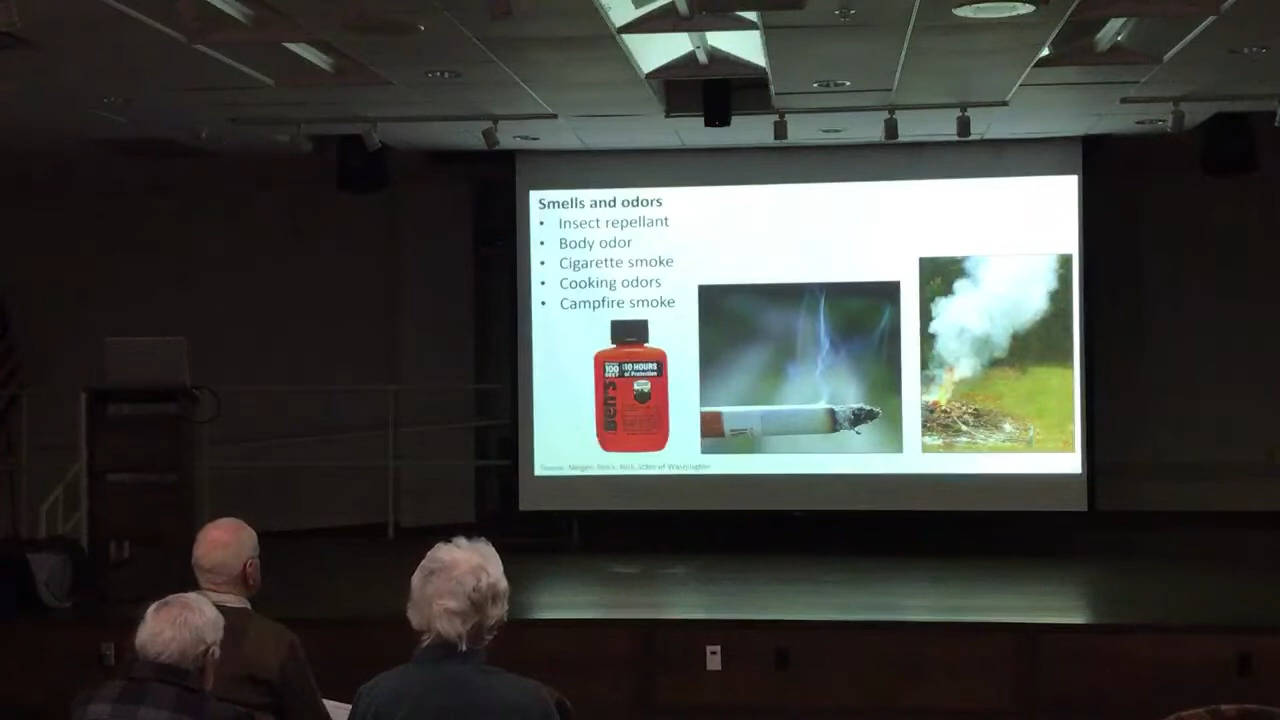 Smells and odors
• Insect repellant
• Body odor
• Cigarette smoke
• Cooking odors
• Campfire smoke
100
DEET
10 HOURS
of Protection
Ben's